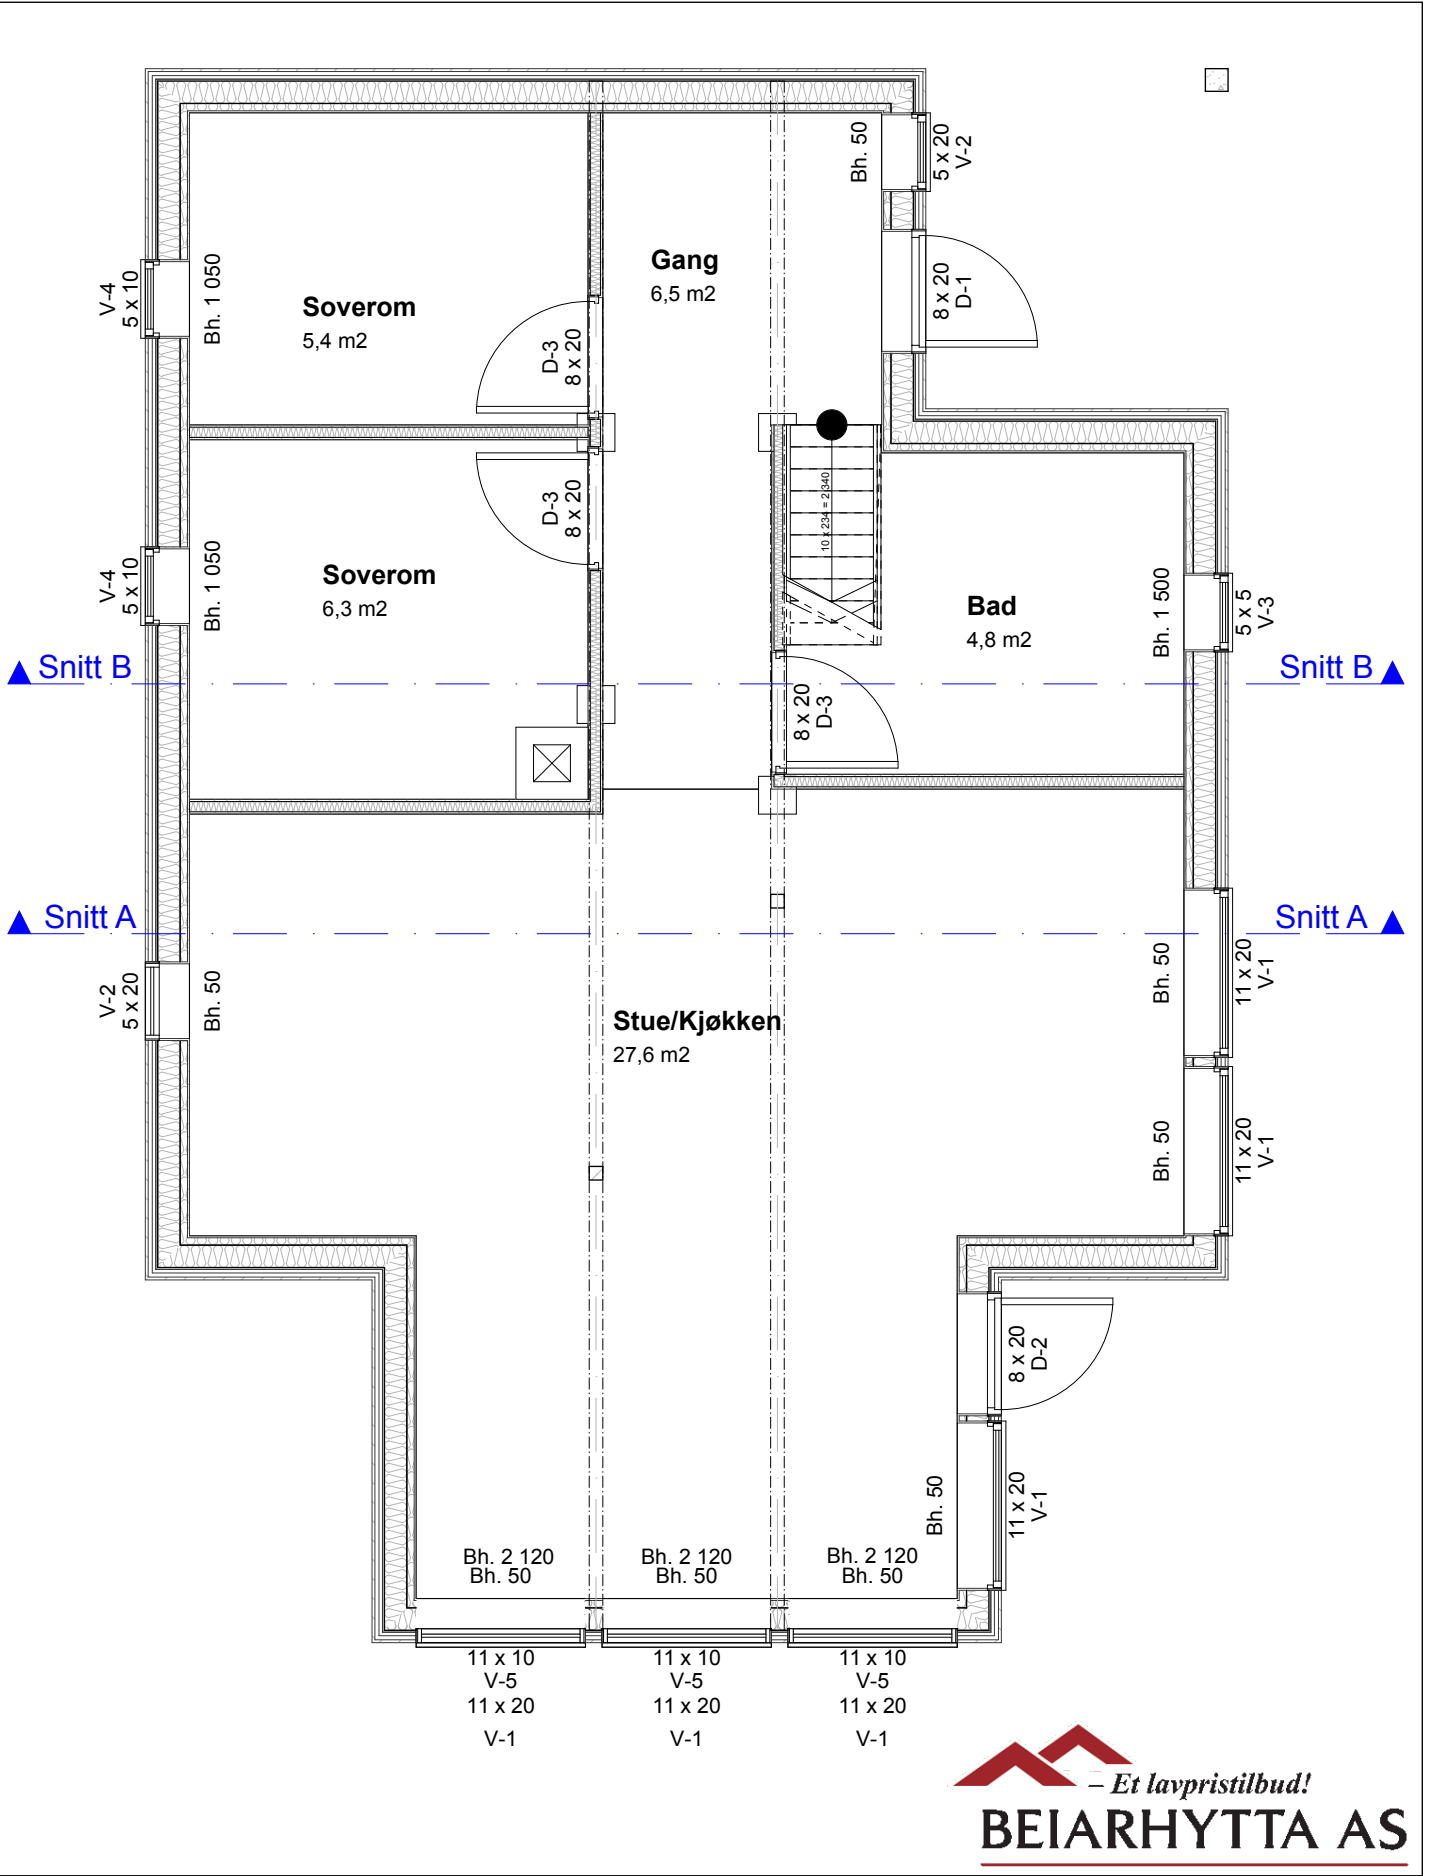 Bh. 50
5 x 20
V-2
Gang
6,5 m2
8 x 20
D-1
V-4
5 x 10
Bh. 1 050
Soverom
5,4 m2
D-3
8 x 20
V-4
5 x 10
Bh. 1 050
Soverom
6,3 m2
D-3
8 x 20
10 x 234 = 2 340
Bad
4,8 m2
Bh. 1 500
5 x 5
V-3
Snitt B
Snitt B
8 x 20
D-3
Snitt A
Snitt A
V-2
5 x 20
Bh. 50
Stue/Kjøkken
27,6 m2
Bh. 50
11 x 20
V-1
Bh. 50
11 x 20
V-1
8 x 20
D-2
Bh. 50
11 x 20
V-1
Bh. 2 120
Bh. 50
Bh. 2 120
Bh. 50
Bh. 2 120
Bh. 50
11 x 10
V-5
11 x 20
V-1
11 x 10
V-5
11 x 20
V-1
11 x 10
V-5
11 x 20
V-1
– Et lavpristilbud!
BEIARHYTTA AS